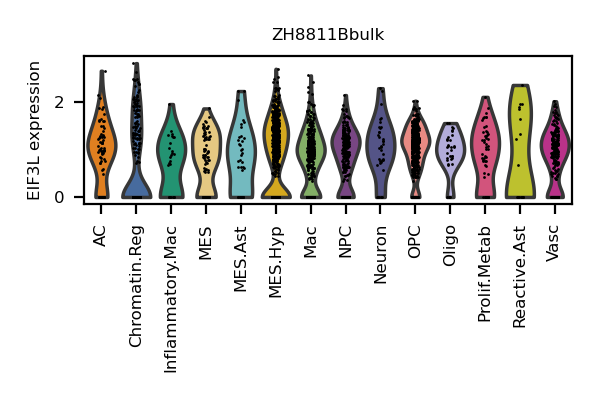 ZH8811Bbulk
EIF3L expression
2
0
AC
Chromatin.Reg
Inflammatory.Mac
MES
MES.Ast
MES.Hyp
Mac
NPC
Neuron
OPC
Oligo
Prolif.Metab
Reactive.Ast
Vasc